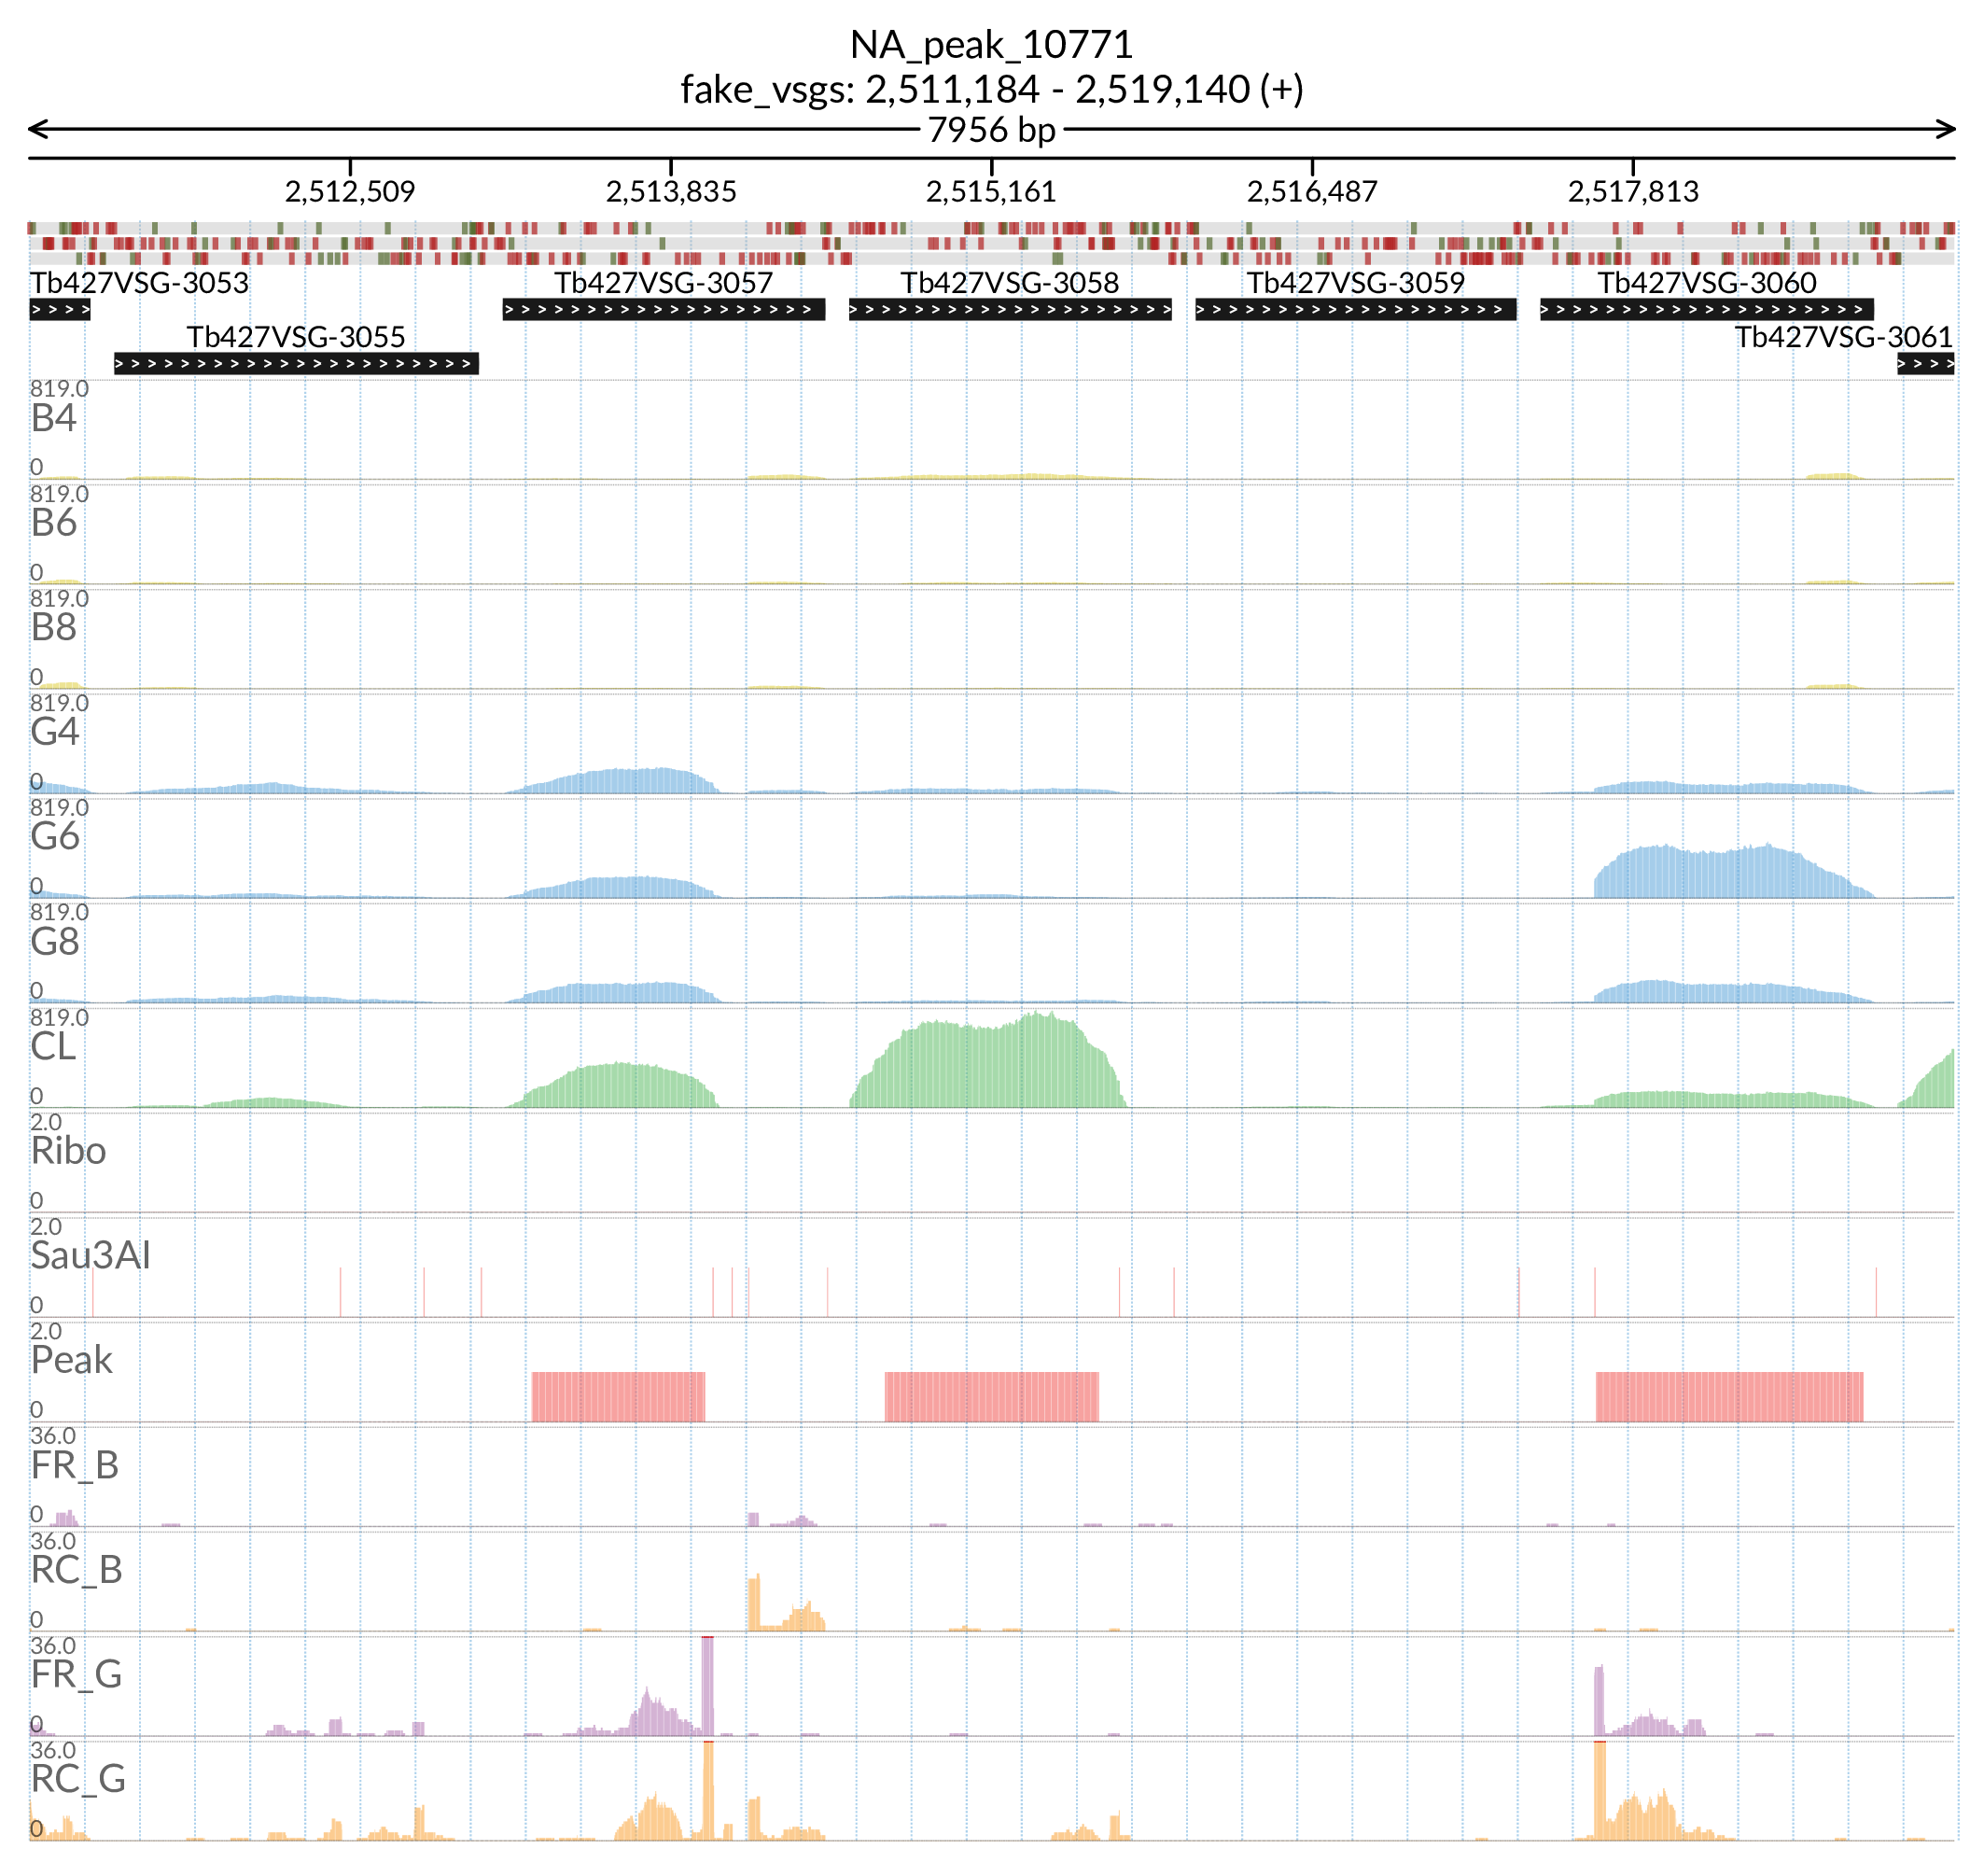 NA_peak_10771
fake_vsgs: 2,511,184 - 2,519,140 (+)
7956 bp
2,512,509 2,513,835 2,515,161 2,516,487 2,517,813
Tb427VSG-3053 Tb427VSG-3057 Tb427VSG-3058 Tb427VSG-3059 Tb427VSG-3060
Tb427VSG-3055 Tb427VSG-3061
819.0
B4
0
819.0
B6
0
819.0
B8
0
819.0
G4
0
819.0
G6
0
819.0
G8
0
819.0
CL
0
2.0
Ribo
0
2.0
Sau3AI
0
2.0
Peak
0
36.0
FR_B
0
36.0
RC_B
0
36.0
FR_G
0
36.0
RC_G
0